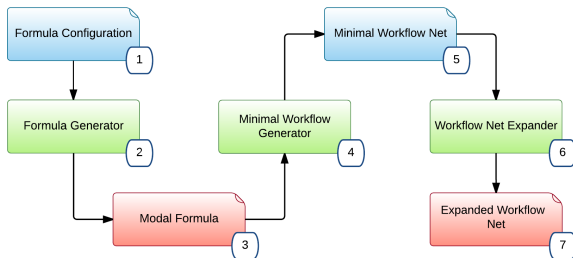 Formula Configuration
1
Formula Generator
2
Modal Formula
3
Minimal Workflow
Generator
4
Minimal Workflow Net
5
Workflow Net Expander
6
Expanded Workflow
Net
7